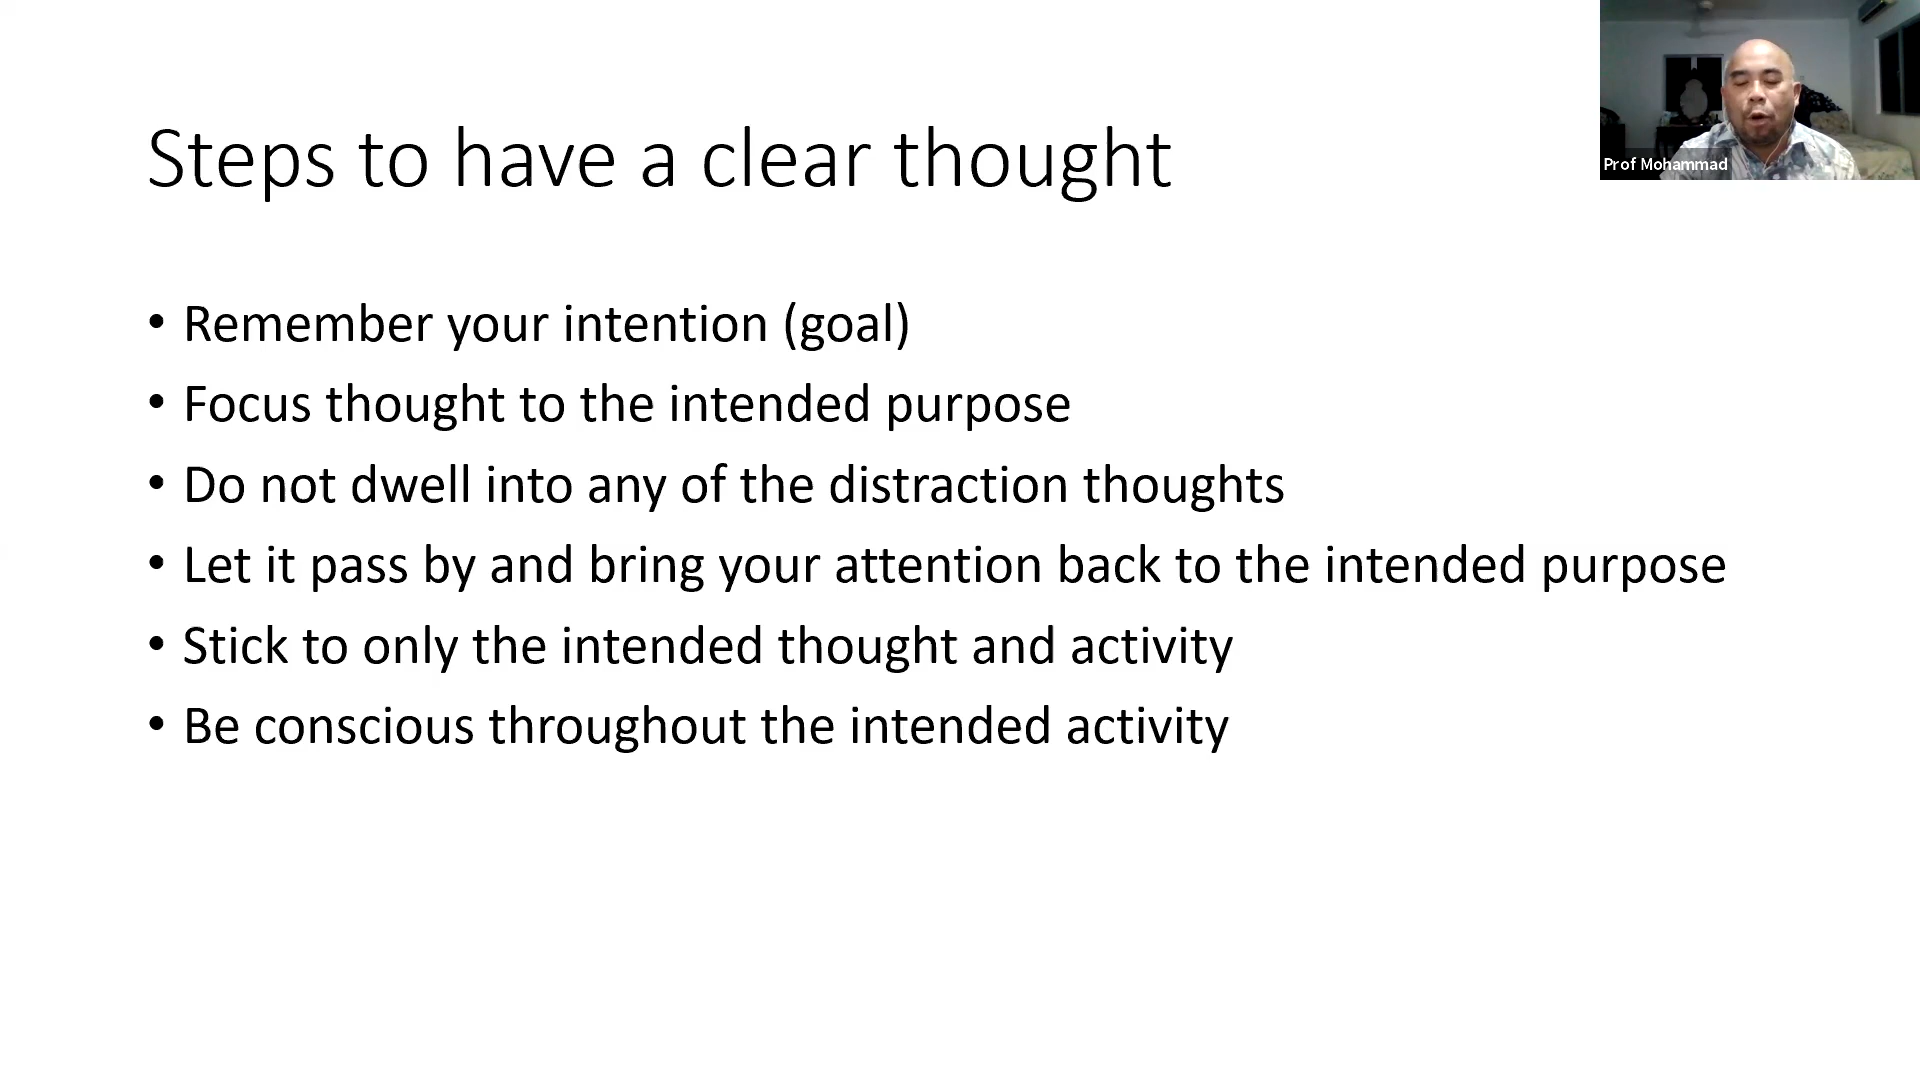 Steps to have a clear thought
• Remember your intention (goal)
• Focus thought to the intended purpose
• Do not dwell into any of the distraction thoughts
• Let it pass by and bring your attention back to the intended purpose
• Stick to only the intended thought and activity
• Be conscious throughout the intended activity
Prof Mohammad